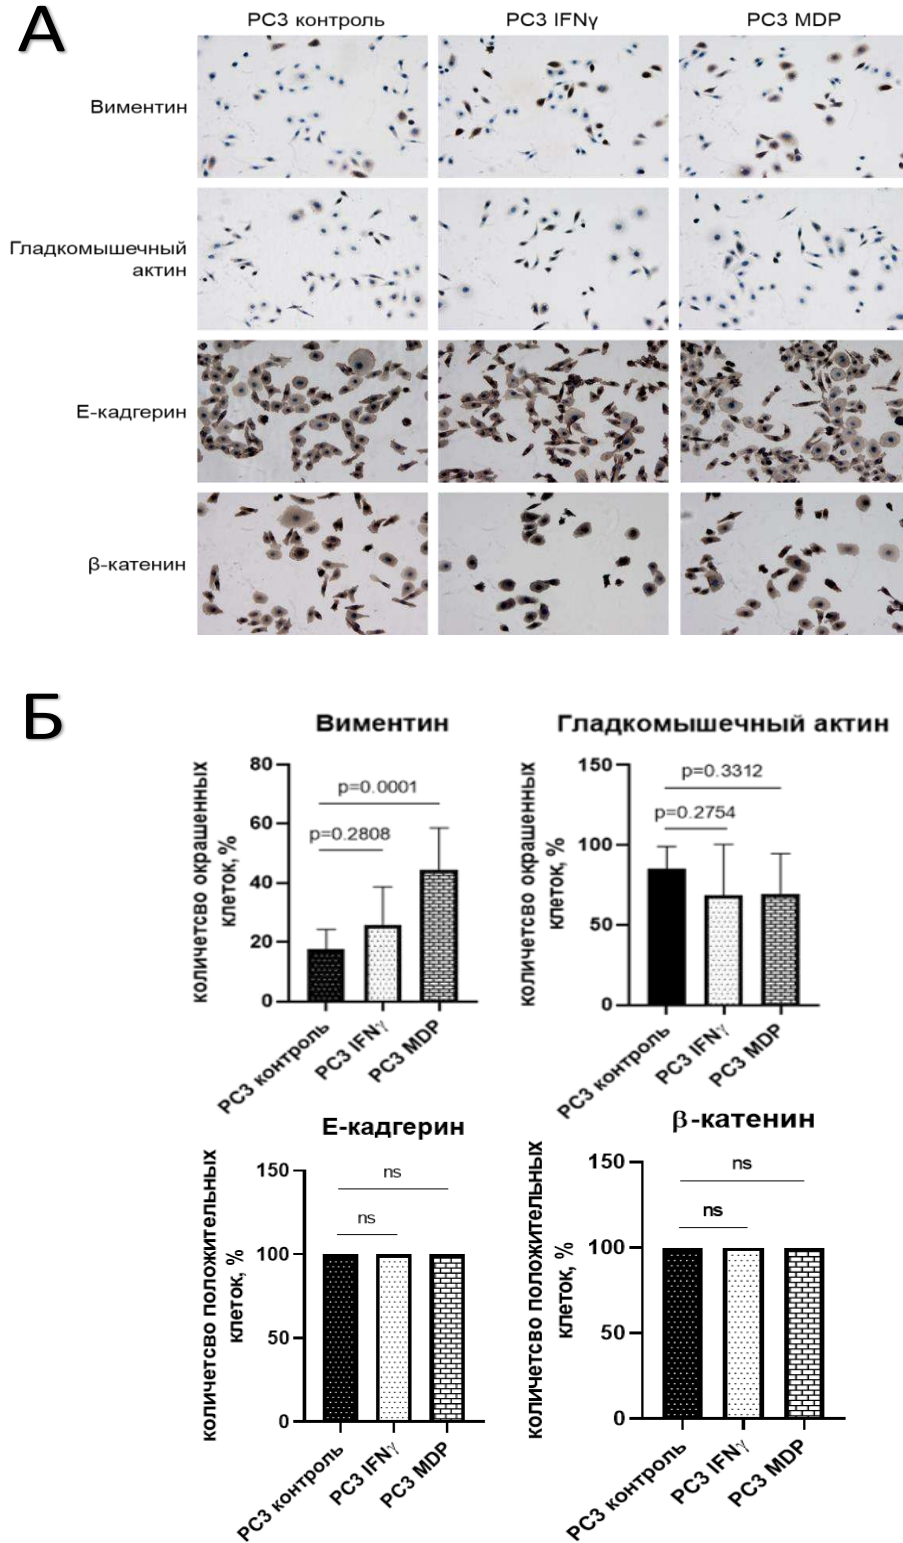 А
PC3 контроль
PC3 IFNγ
PC3 MDP
Виментин
Гладкомышечный
актин
Е-кадгерин
β-катенин
Б
Виментин
количетсво окрашенных
клеток, %
80
60
40
20
0
p=0.0001
p=0.2808
PC3 контроль
PC3 IFNγ
PC3 MDP
Гладкомышечный актин
количетсво окрашенных
клеток, %
150
100
50
0
p=0.3312
p=0.2754
PC3 контроль
PC3 IFNγ
PC3 MDP
Е-кадгерин
количетсво положительных
клеток, %
150
100
50
0
ns
ns
PC3 контроль
PC3 IFNγ
PC3 MDP
β-катенин
количетсво положительных
клеток, %
150
100
50
0
ns
ns
PC3 контроль
PC3 IFNγ
PC3 MDP